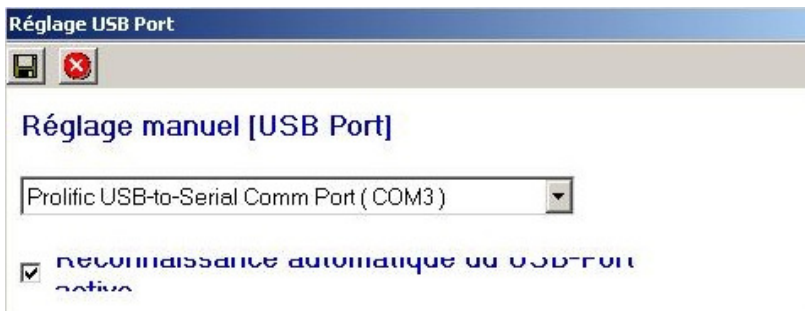 Réglage USB Port
Réglage manuel [USB Port]
Prolific USB-to-Serial Comm Port ( COM3 )
Reconnaissance automatique du USB-Port
active